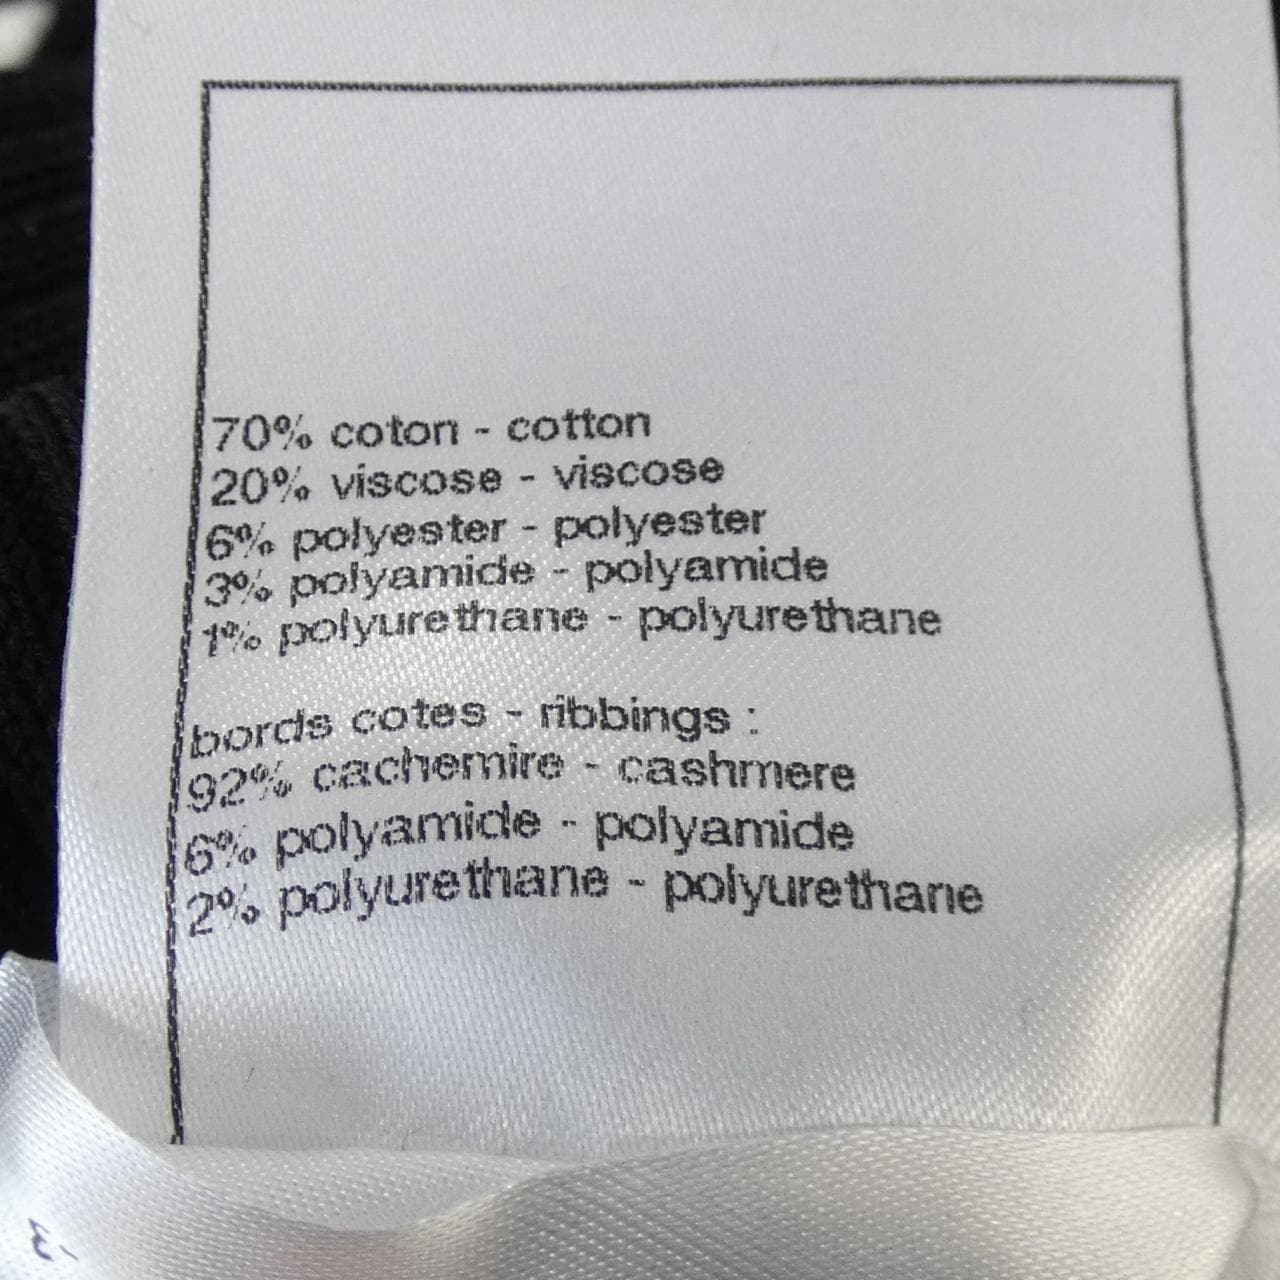 70% coton - cotton
20% viscose - viscose
6% polyester - polyester
3% polyamide - polyamide
1% polyurethane - polyurethane
bords cotes - ribbings :
92% cachemire - cashmere
6% polyamide - polyamide
2% polyurethane - polyurethane